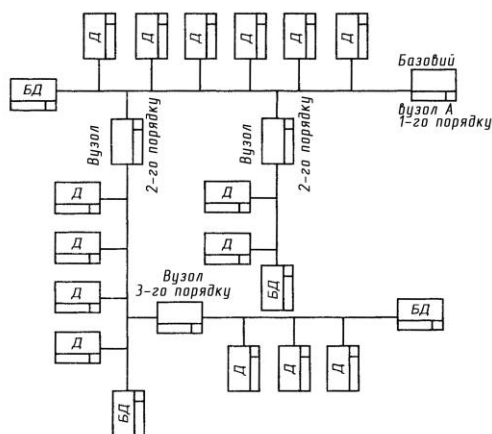 Д Д Д Д Д Д
БД
Базовий
вузол А
1-го порядку
Вузол
2-го порядку
Вузол
2-го порядку
Д
Д
Д
Д
БД
Д
Д
БД
Вузол
3-го порядку
БД
Д Д Д